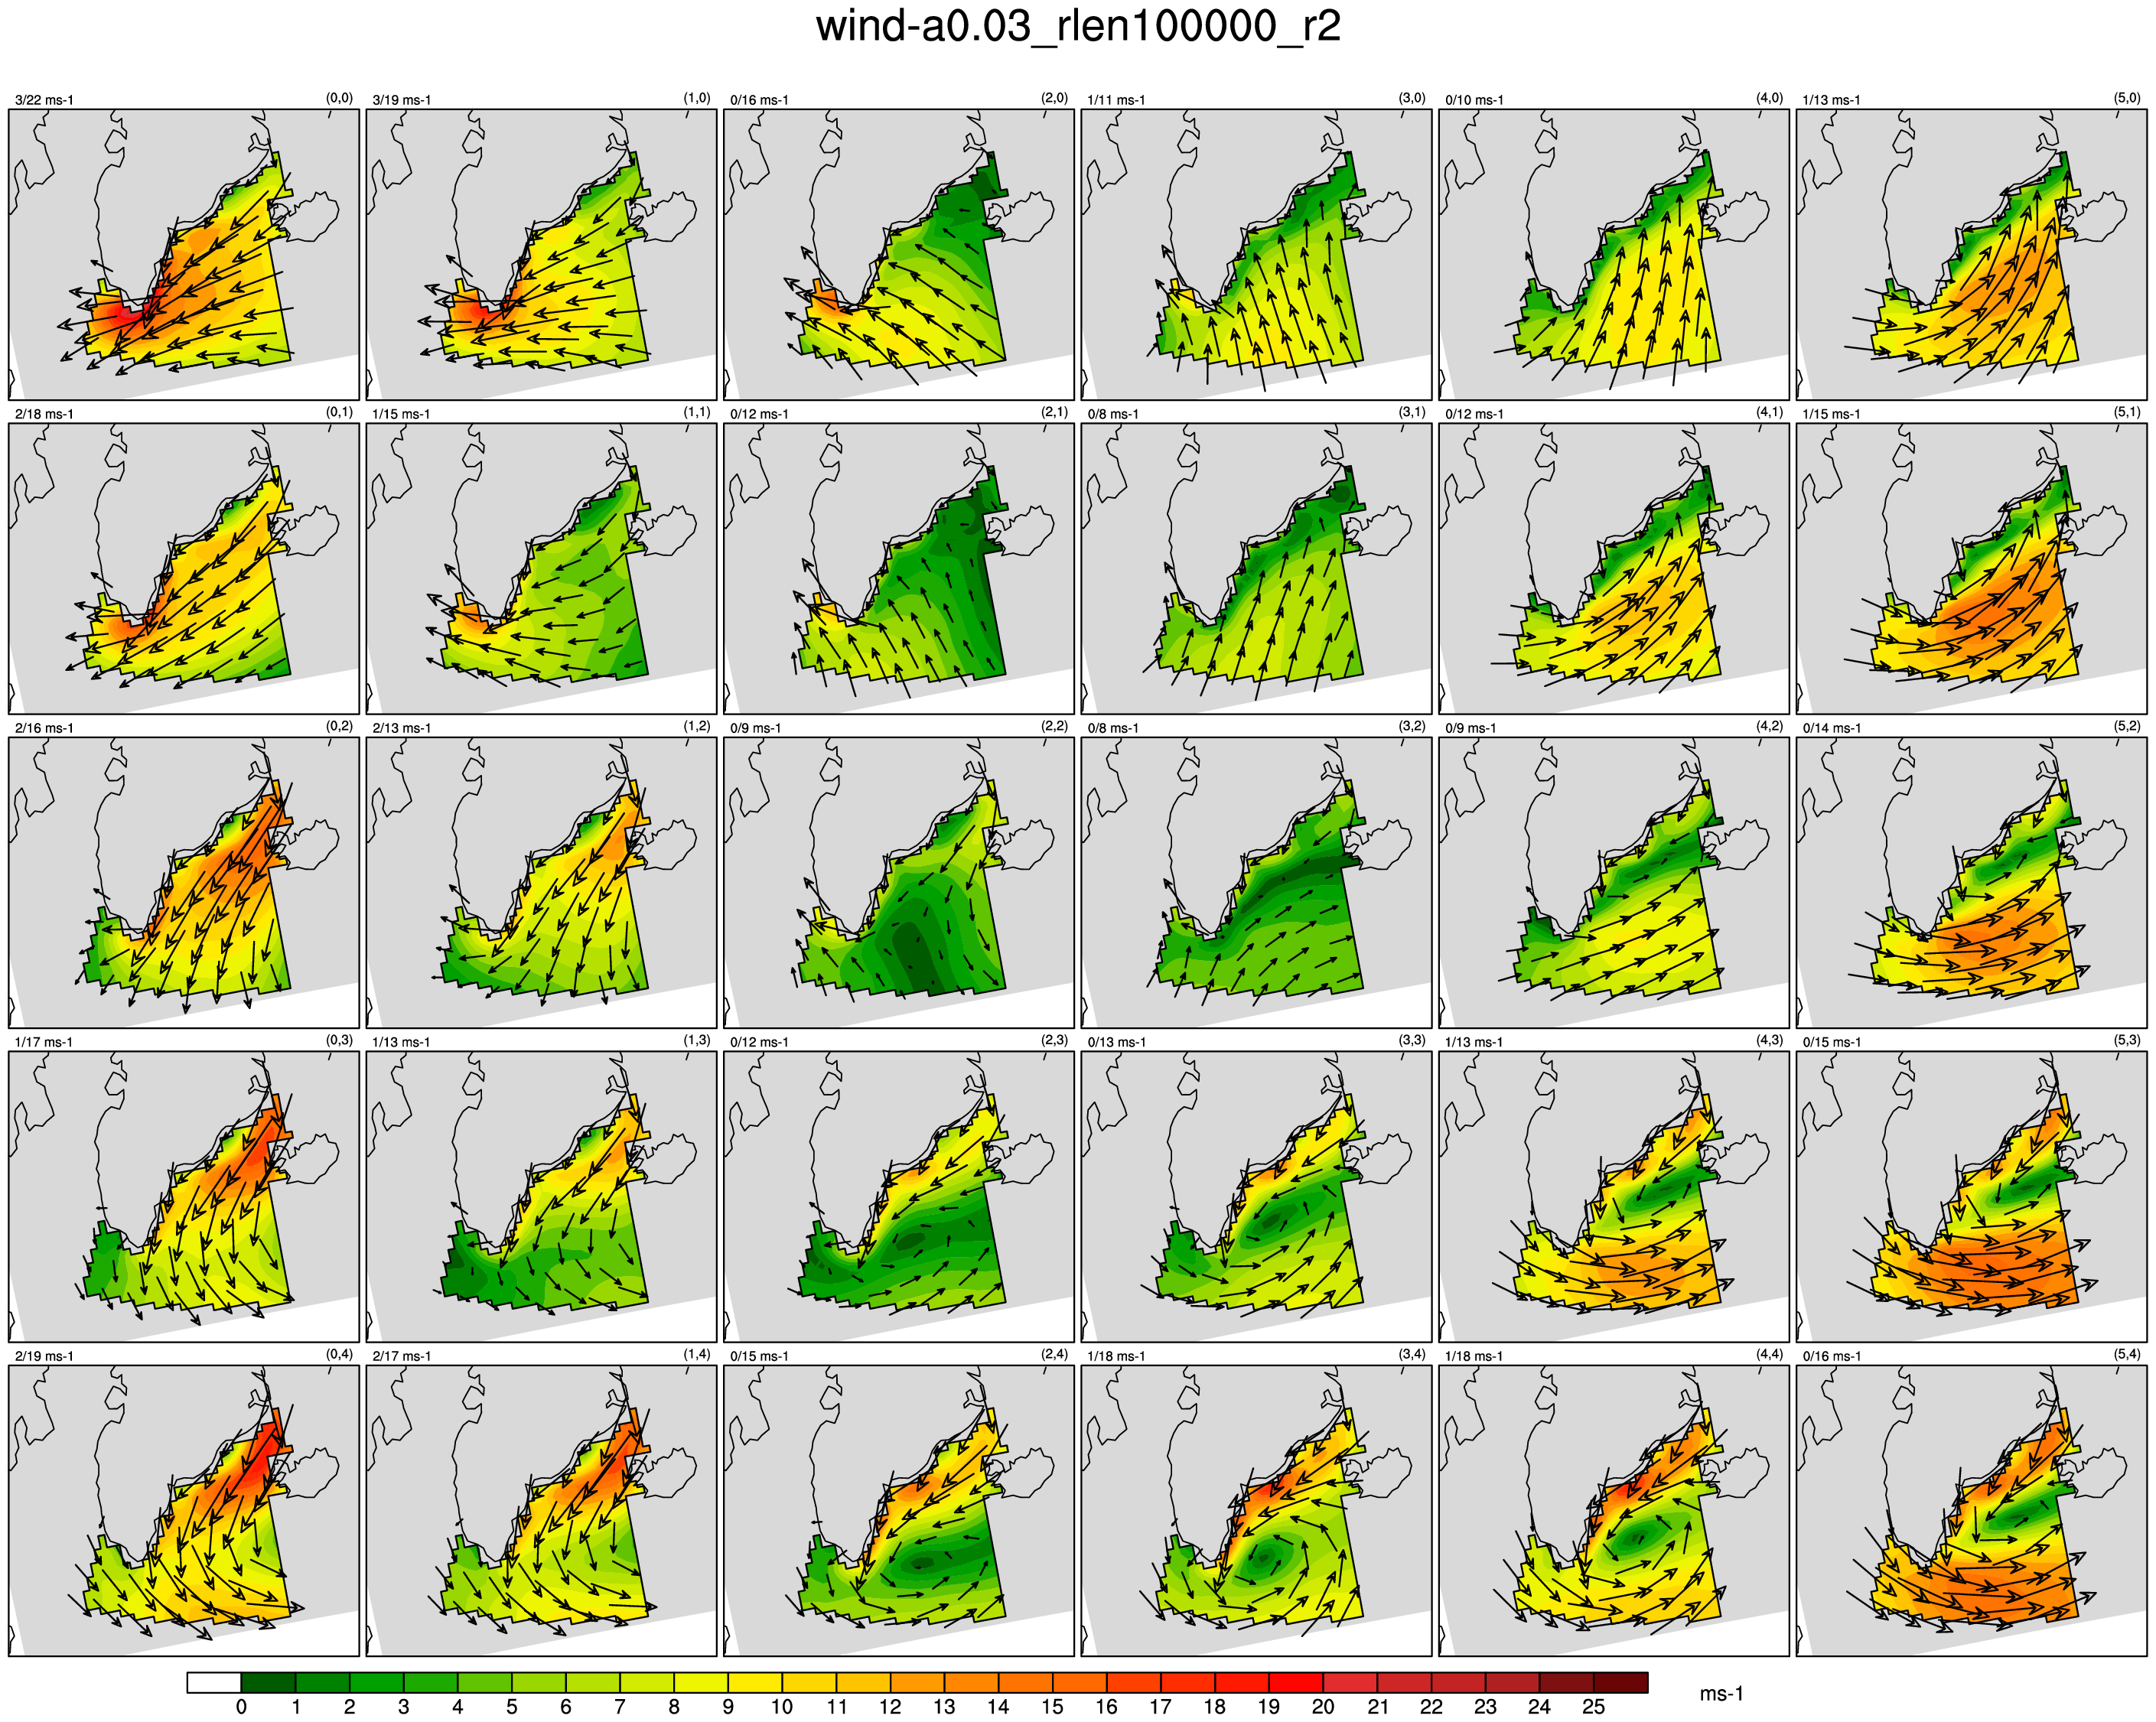 wind-a0.03_rlen100000_r2
3/22 ms-1 (0,0) 3/19 ms-1 (1,0) 0/16 ms-1 (2,0) 1/11 ms-1 (3,0) 0/10 ms-1 (4,0) 1/13 ms-1 (5,0)
2/18 ms-1 (0,1) 1/15 ms-1 (1,1) 0/12 ms-1 (2,1) 0/8 ms-1 (3,1) 0/12 ms-1 (4,1) 1/15 ms-1 (5,1)
2/16 ms-1 (0,2) 2/13 ms-1 (1,2) 0/9 ms-1 (2,2) 0/8 ms-1 (3,2) 0/9 ms-1 (4,2) 0/14 ms-1 (5,2)
1/17 ms-1 (0,3) 1/13 ms-1 (1,3) 0/12 ms-1 (2,3) 0/13 ms-1 (3,3) 1/13 ms-1 (4,3) 0/15 ms-1 (5,3)
2/19 ms-1 (0,4) 2/17 ms-1 (1,4) 0/15 ms-1 (2,4) 1/18 ms-1 (3,4) 1/18 ms-1 (4,4) 0/16 ms-1 (5,4)
0 1 2 3 4 5 6 7 8 9 10 11 12 13 14 15 16 17 18 19 20 21 22 23 24 25 ms-1